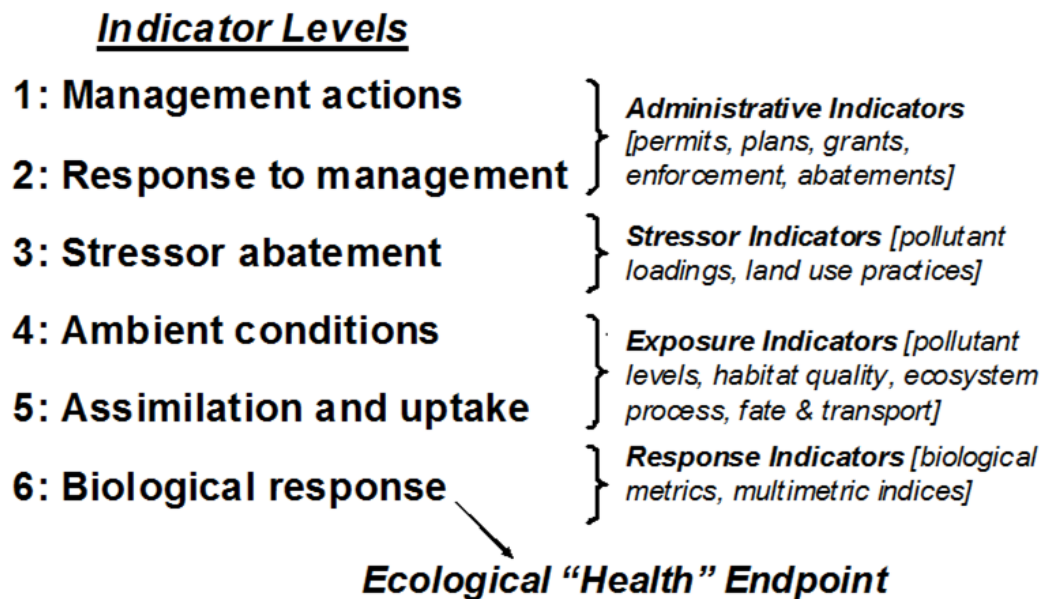 Indicator Levels
1: Management actions
2: Response to management
Administrative Indicators
[permits, plans, grants,
enforcement, abatements]
3: Stressor abatement
Stressor Indicators [pollutant
loadings, land use practices]
4: Ambient conditions
5: Assimilation and uptake
Exposure Indicators [pollutant
levels, habitat quality, ecosystem
process, fate & transport]
6: Biological response
Response Indicators [biological
metrics, multimetric indices]
Ecological “Health” Endpoint